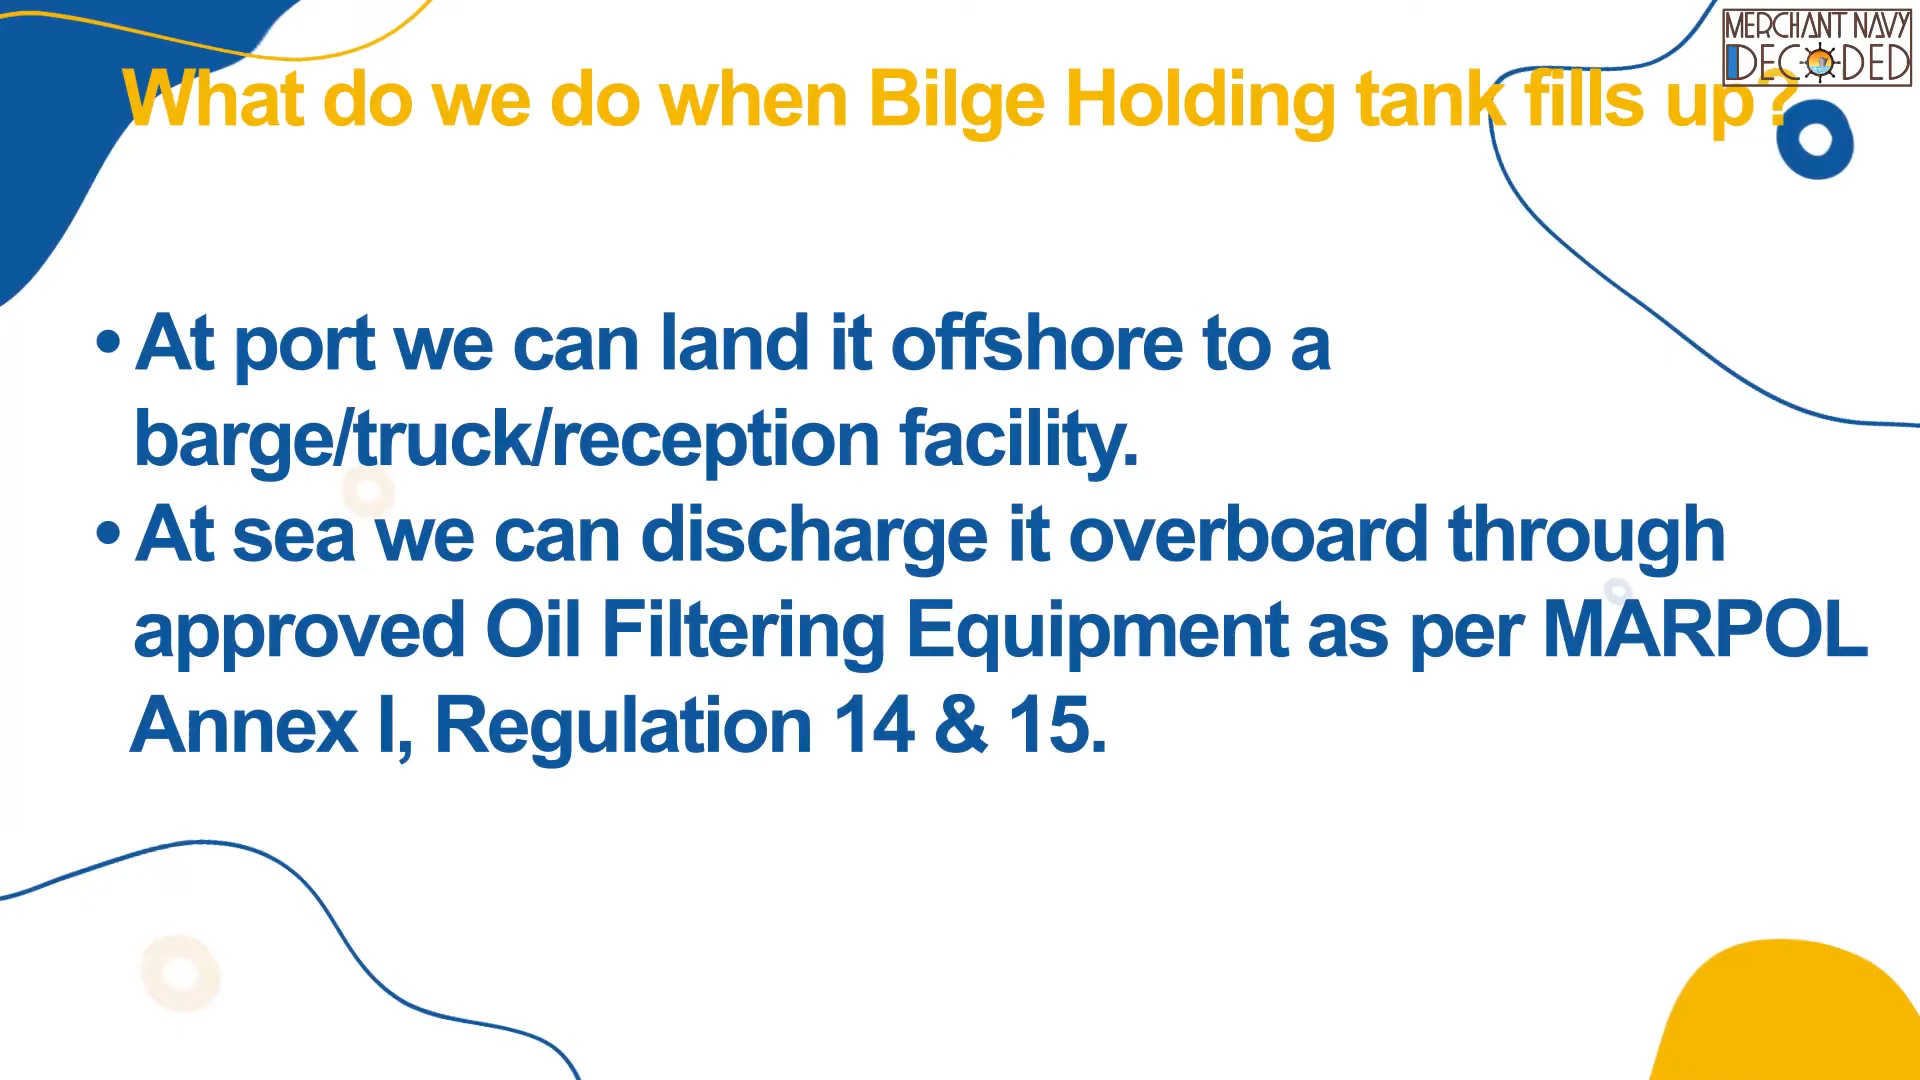 MERCHANT NAVY
DECODED
What do we do when Bilge Holding tank fills up?
• At port we can land it offshore to a
barge/truck/reception facility.
• At sea we can discharge it overboard through
approved Oil Filtering Equipment as per MARPOL
Annex I, Regulation 14 & 15.